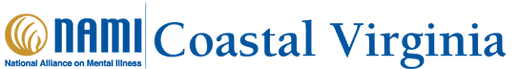 NAMI
National Alliance on Mental Illness
Coastal Virginia